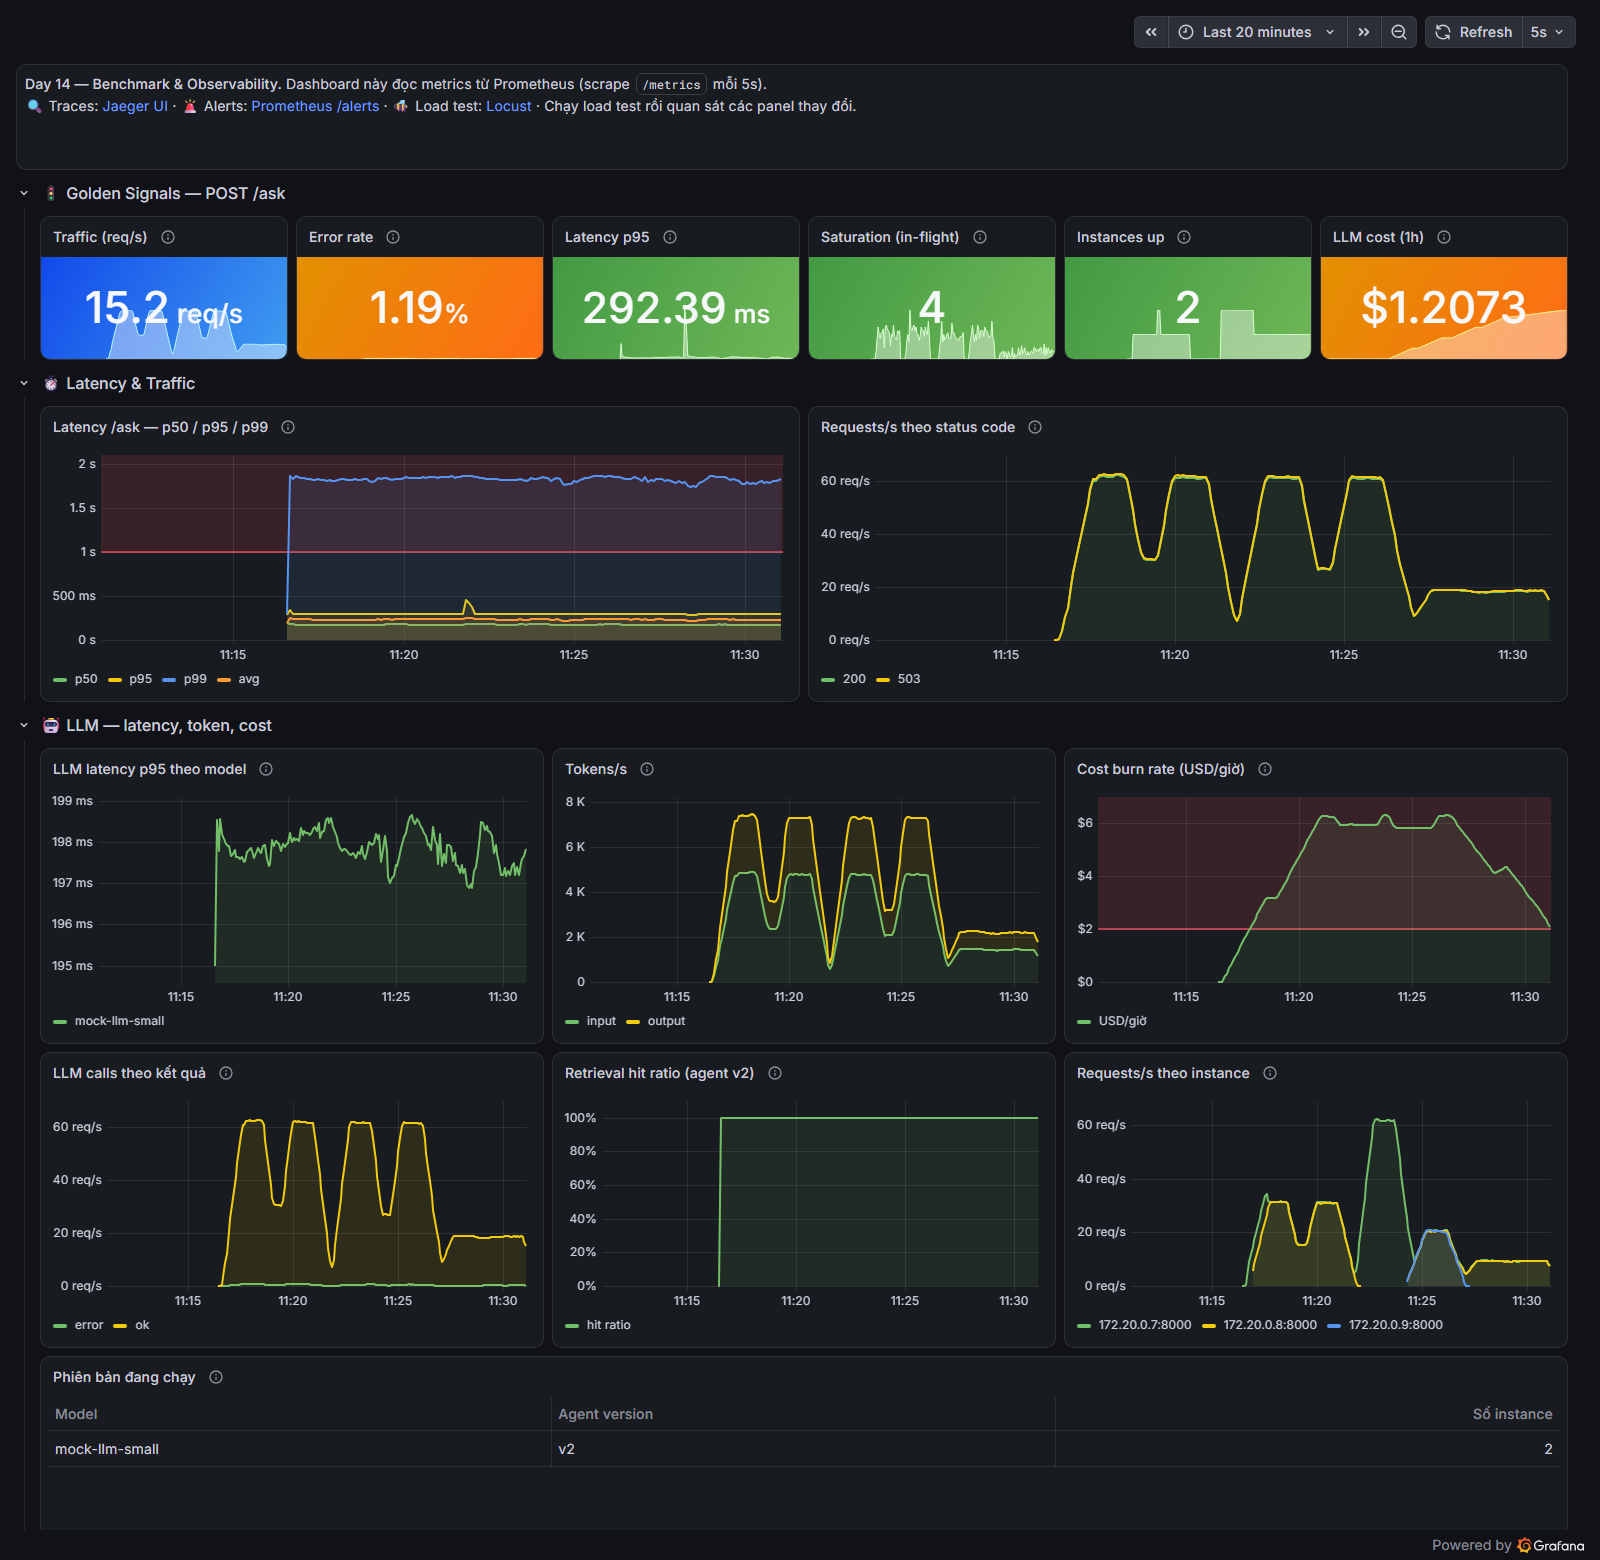 Last 20 minutes
Refresh
5s
Day 14 — Benchmark & Observability. Dashboard này đọc metrics từ Prometheus (scrape /metrics mỗi 5s).
Traces: Jaeger UI · Alerts: Prometheus /alerts · Load test: Locust · Chạy load test rồi quan sát các panel thay đổi.
Golden Signals — POST /ask
Traffic (req/s)
15.2 req/s
Error rate
1.19%
Latency p95
292.39 ms
Saturation (in-flight)
4
Instances up
2
LLM cost (1h)
$1.2073
Latency & Traffic
Latency /ask — p50 / p95 / p99
2 s
1.5 s
1 s
500 ms
0 s
11:15 11:20 11:25 11:30
p50 p95 p99 avg
Requests/s theo status code
60 req/s
40 req/s
20 req/s
0 req/s
11:15 11:20 11:25 11:30
200 503
LLM — latency, token, cost
LLM latency p95 theo model
199 ms
198 ms
197 ms
196 ms
195 ms
11:15 11:20 11:25 11:30
mock-llm-small
Tokens/s
8 K
6 K
4 K
2 K
0
11:15 11:20 11:25 11:30
input output
Cost burn rate (USD/giờ)
$6
$4
$2
$0
11:15 11:20 11:25 11:30
USD/giờ
LLM calls theo kết quả
60 req/s
40 req/s
20 req/s
0 req/s
11:15 11:20 11:25 11:30
error ok
Retrieval hit ratio (agent v2)
100%
80%
60%
40%
20%
0%
11:15 11:20 11:25 11:30
hit ratio
Requests/s theo instance
60 req/s
40 req/s
20 req/s
0 req/s
11:15 11:20 11:25 11:30
172.20.0.7:8000 172.20.0.8:8000 172.20.0.9:8000
Phiên bản đang chạy
Model Agent version Số instance
mock-llm-small v2 2
Powered by Grafana